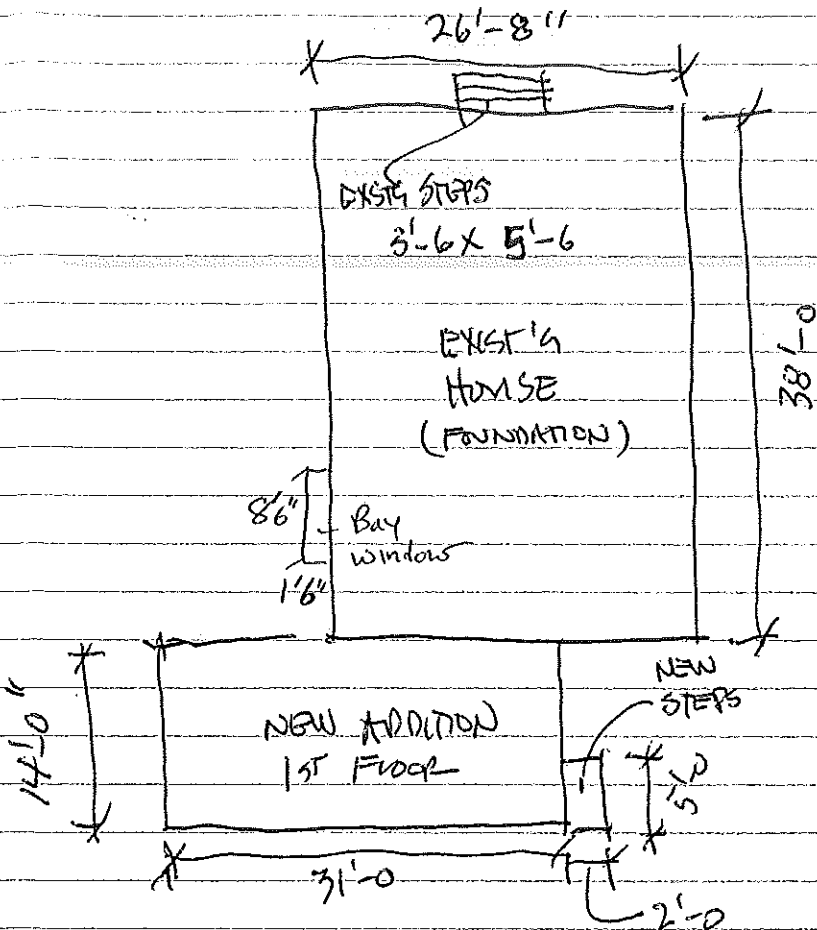 26'-8"
EXSTG STEPS
3'-6 X 5'-6
EXIST'G
HOUSE
(FOUNDATION)
38'-0
8'6"
Bay
window
1'6"
NEW
STEPS
NEW ADDITION
1ST FLOOR
14'-0"
5'-0
31'-0
2'-0